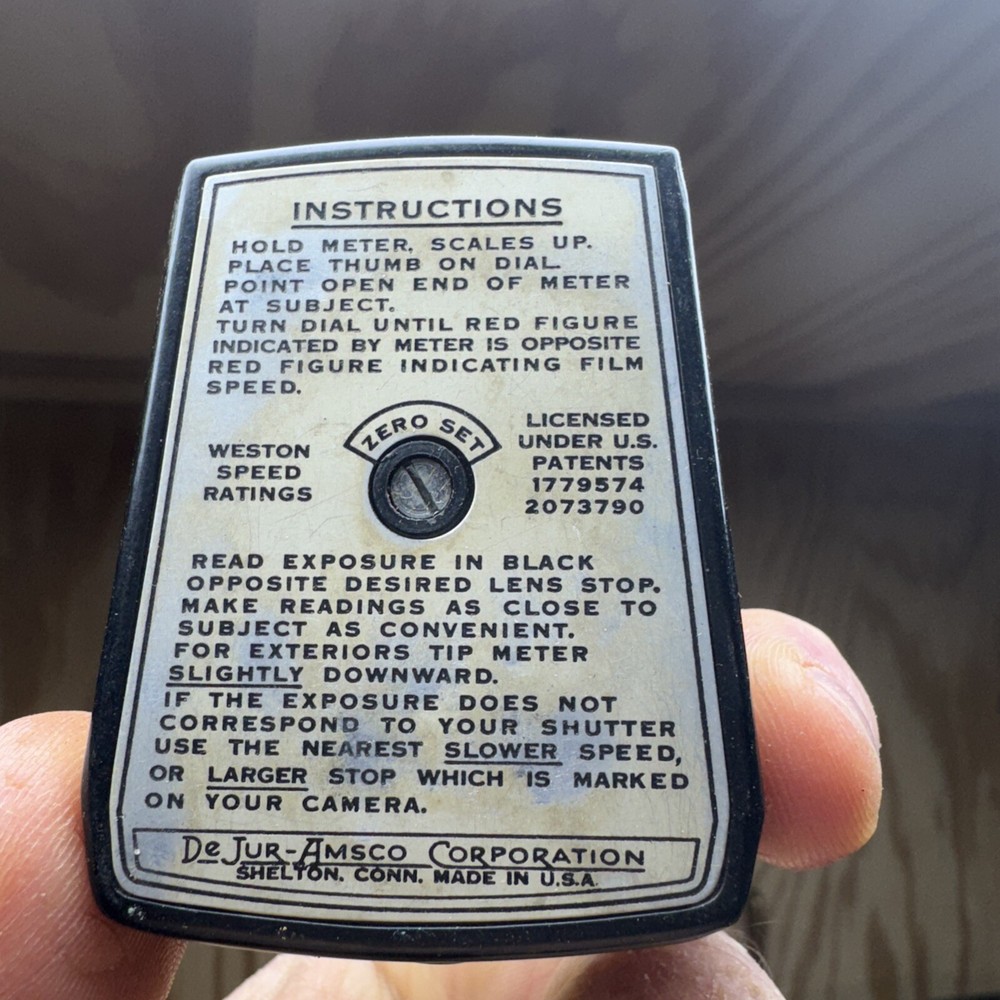 INSTRUCTIONS
HOLD METER, SCALES UP.
PLACE THUMB ON DIAL.
POINT OPEN END OF METER
AT SUBJECT.
TURN DIAL UNTIL RED FIGURE
INDICATED BY METER IS OPPOSITE
RED FIGURE INDICATING FILM
SPEED.
WESTON
SPEED
RATINGS
ZERO SET
LICENSED
UNDER U.S.
PATENTS
1779574
2073790
READ EXPOSURE IN BLACK
OPPOSITE DESIRED LENS STOP.
MAKE READINGS AS CLOSE TO
SUBJECT AS CONVENIENT.
FOR EXTERIORS TIP METER
SLIGHTLY DOWNWARD.
IF THE EXPOSURE DOES NOT
CORRESPOND TO YOUR SHUTTER
USE THE NEAREST SLOWER SPEED,
OR LARGER STOP WHICH IS MARKED
ON YOUR CAMERA.
De Jur-Amsco Corporation
SHELTON, CONN. MADE IN U.S.A.